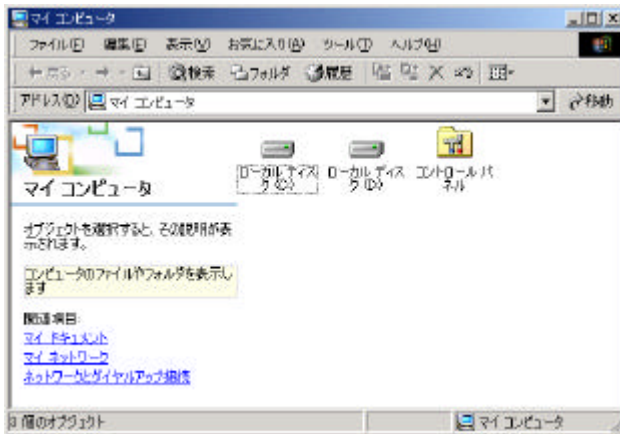 マイ コンピュータ
ファイル(F) 編集(E) 表示(V) お気に入り(A) ツール(T) ヘルプ(H)
戻る 検索 フォルダ 履歴
アドレス(D) マイ コンピュータ 移動
ローカル ディス
ク (C:)
ローカル ディス
ク (D:)
コントロール パ
ネル
マイ コンピュータ
オブジェクトを選択すると、その説明が表
示されます。
コンピュータのファイルやフォルダを表示し
ます
関連項目:
マイ ドキュメント
マイ ネットワーク
ネットワークとダイヤルアップ接続
3 個のオブジェクト マイ コンピュータ